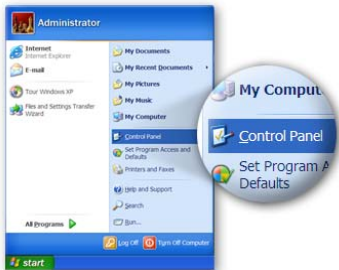 Administrator
Internet
Internet Explorer
E-mail
Tour Windows XP
Files and Settings Transfer
Wizard
All Programs
My Documents
My Recent Documents
My Pictures
My Music
My Computer
Control Panel
Set Program Access and
Defaults
Printers and Faxes
Help and Support
Search
Run...
Log Off
Turn Off Computer
start
My Comput
Control Panel
Set Program A
Defaults